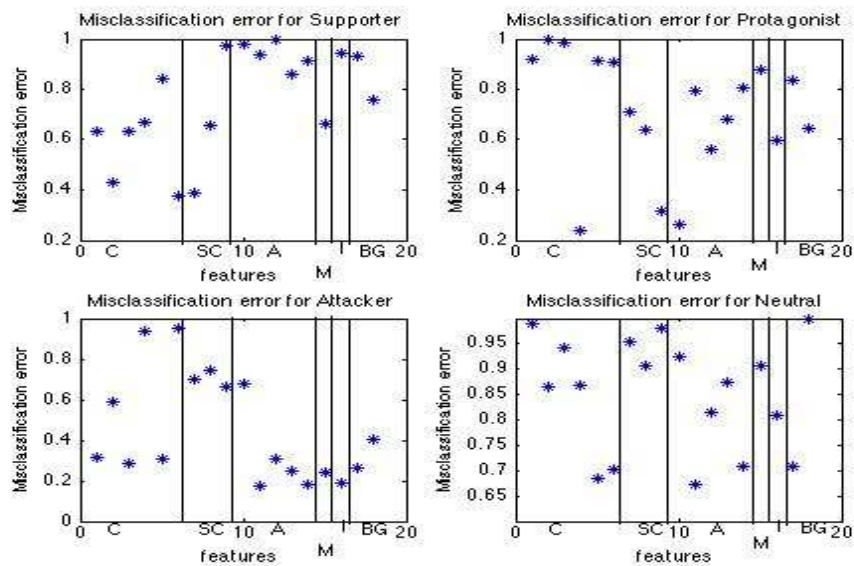 Misclassification error for Supporter
Misclassification error
1
0.8
0.6
0.4
0.2
0 C SC 10 A I BG 20
M
features
Misclassification error for Protagonist
Misclassification error
1
0.8
0.6
0.4
0.2
0 C SC 10 A I BG 20
M
features
Misclassification error for Attacker
Misclassification error
1
0.8
0.6
0.4
0.2
0
0 C SC 10 A I BG 20
M
features
Misclassification error for Neutral
Misclassification error
0.95
0.9
0.85
0.8
0.75
0.7
0.65
0 C SC 10 A I BG 20
M
features